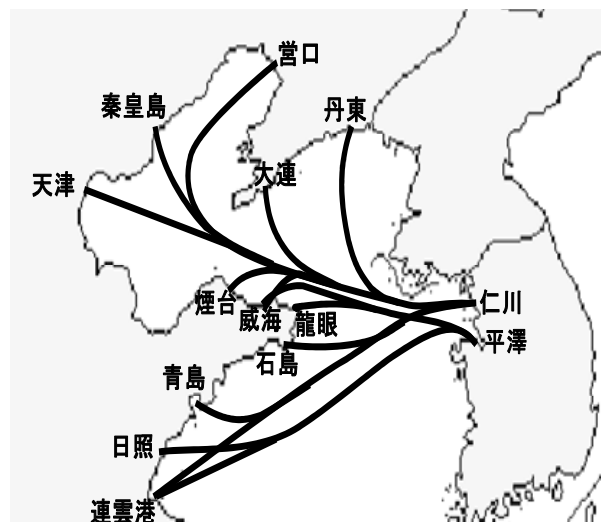 営口
秦皇島
丹東
天津
大連
煙台
威海
龍眼
仁川
平澤
石島
青島
日照
連雲港